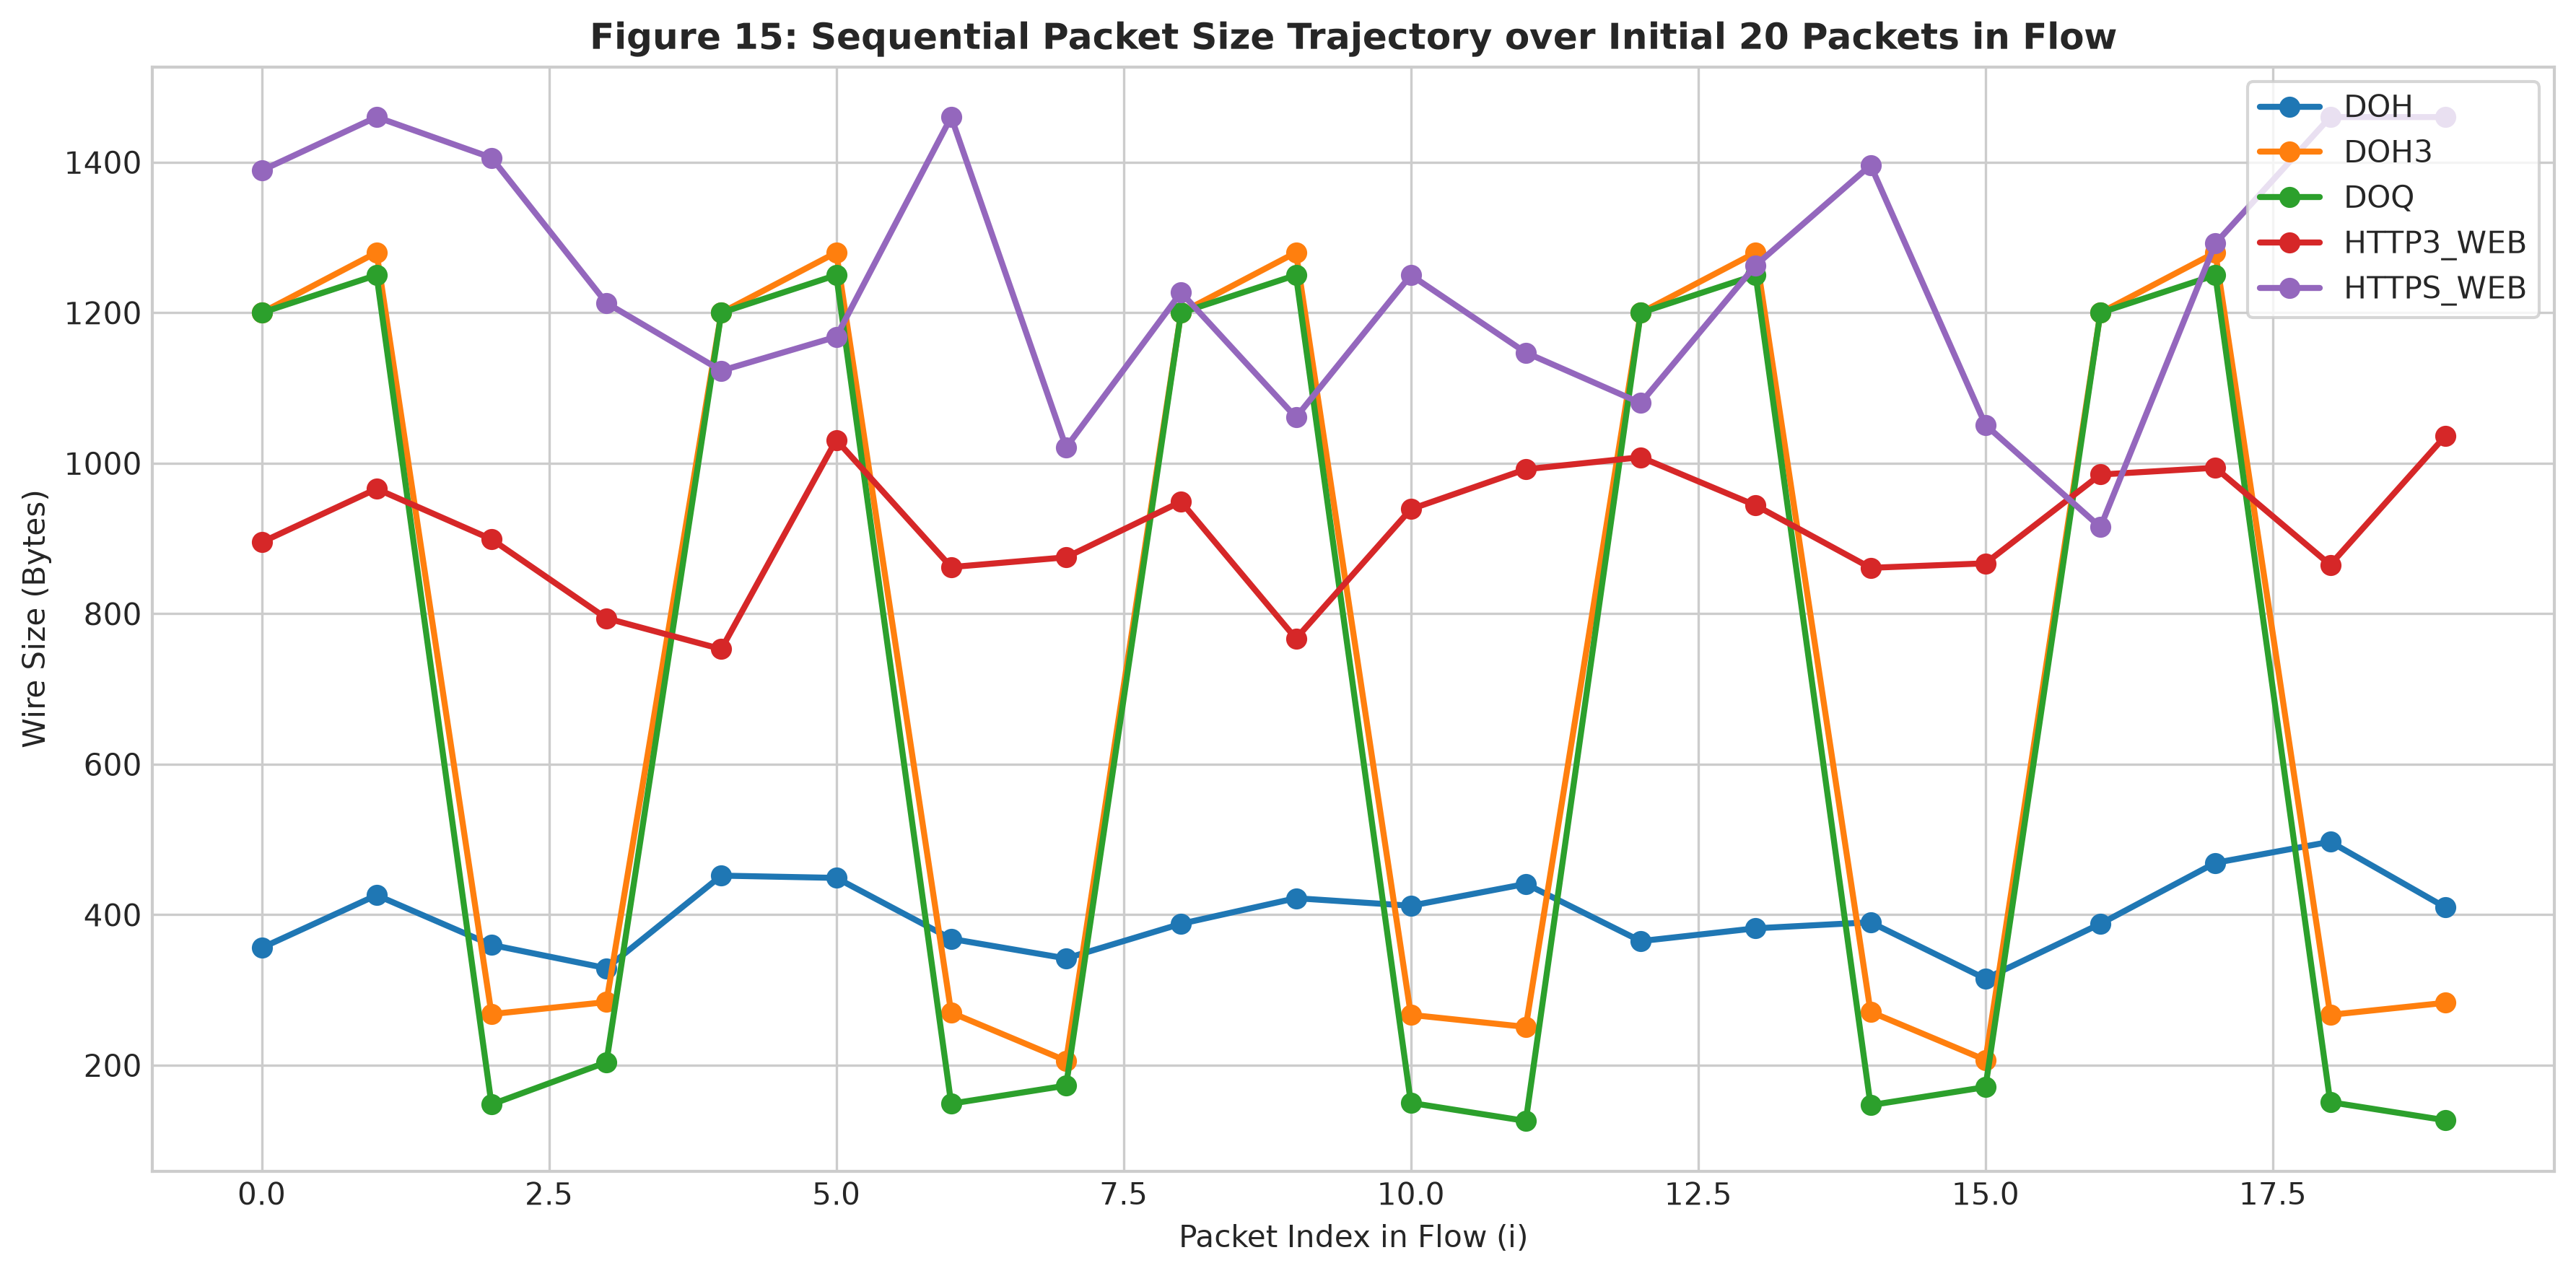 Figure 15: Sequential Packet Size Trajectory over Initial 20 Packets in Flow
DOH
DOH3
DOQ
HTTP3_WEB
HTTPS_WEB
1400
1200
1000
800
600
400
200
Wire Size (Bytes)
0.0 2.5 5.0 7.5 10.0 12.5 15.0 17.5
Packet Index in Flow (i)